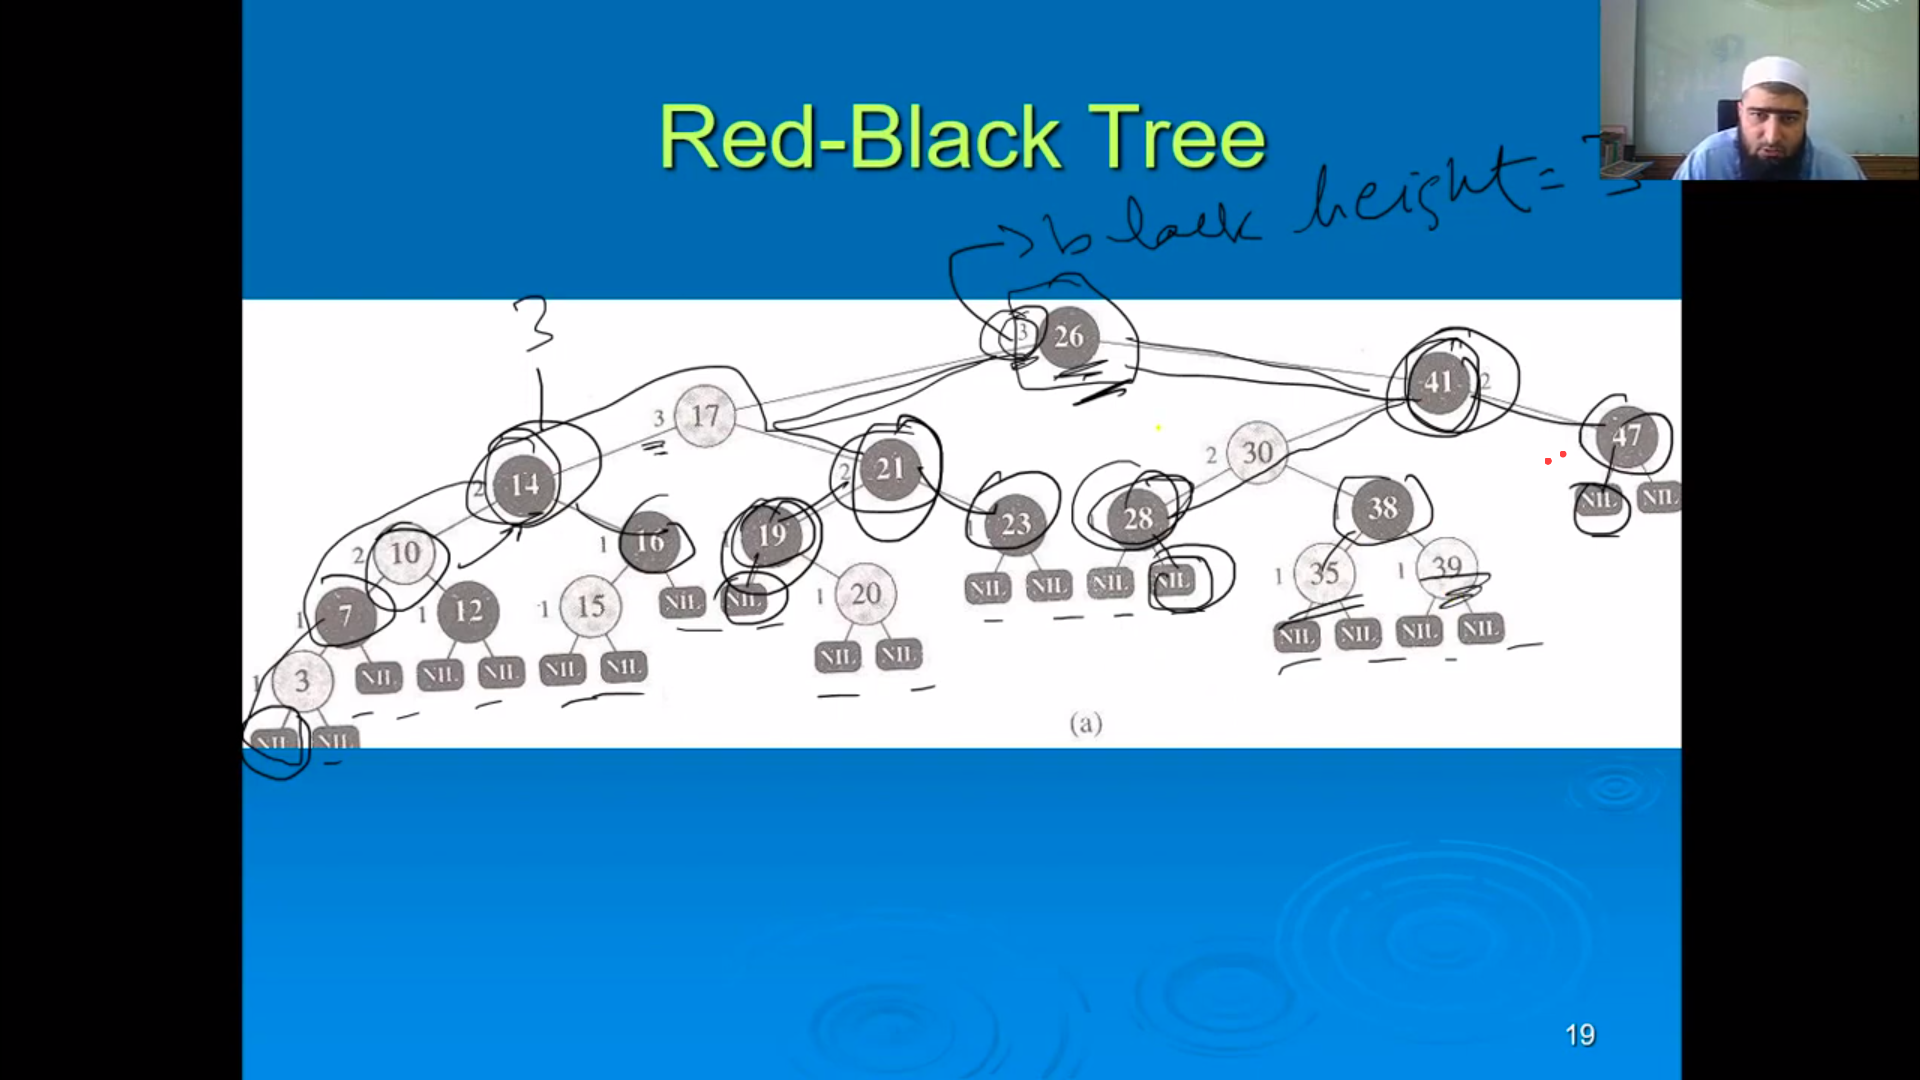 Red-Black Tree
black height = 3
3
3 26
41 2
3 17
47
2 14
2 21
2 30
NIL NIL
2 10
1 16
19
1 23
28
38
1 7
1 12
1 15
NIL NIL
1 20
NIL NIL NIL NIL
1 35
1 39
1 3
NIL NIL NIL NIL NIL
NIL NIL
NIL NIL NIL NIL
NIL NIL
(a)
19